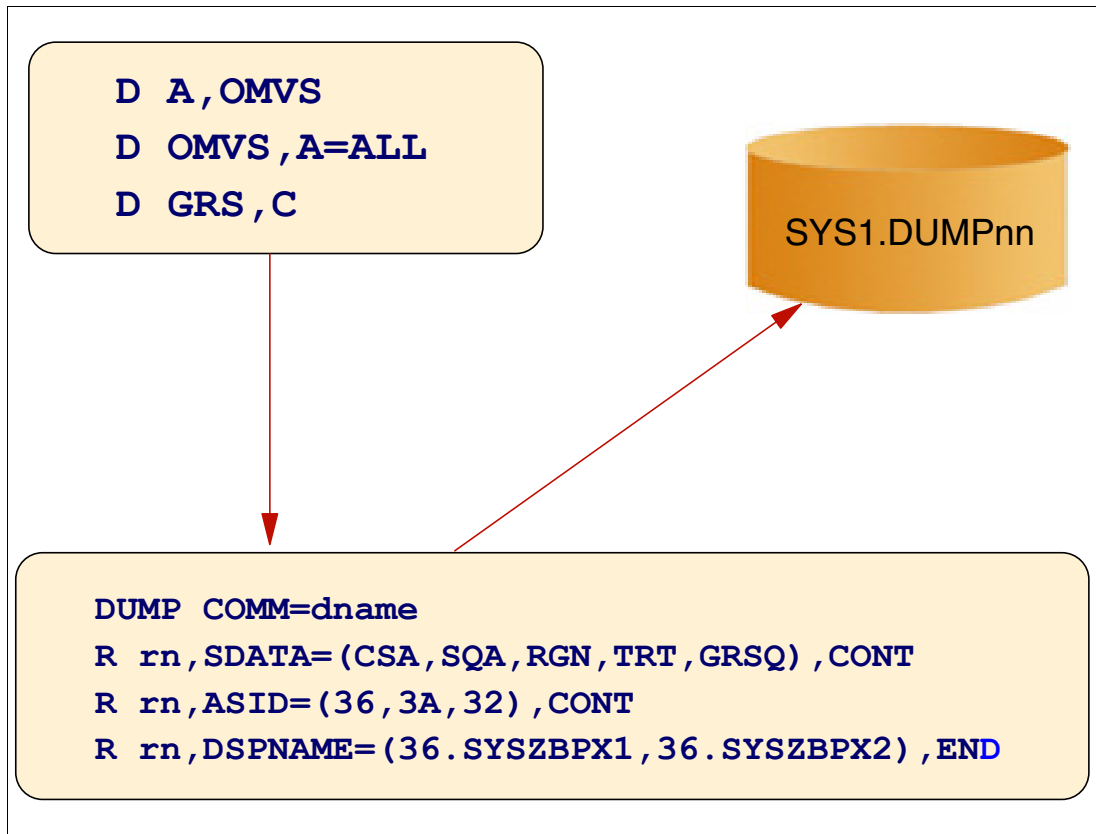 D A,OMVS
D OMVS,A=ALL
D GRS,C
SYS1.DUMPnn
DUMP COMM=dname
R rn,SDATA=(CSA,SQA,RGN,TRT,GRSQ),CONT
R rn,ASID=(36,3A,32),CONT
R rn,DSPNAME=(36.SYSZBPX1,36.SYSZBPX2),END